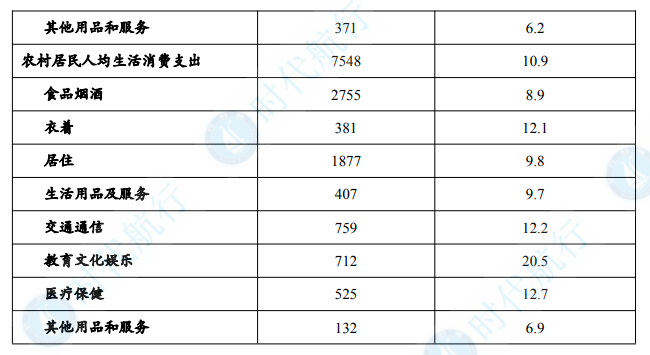 其他用品和服务 371 6.2
农村居民人均生活消费支出 7548 10.9
食品烟酒 2755 8.9
衣着 381 12.1
居住 1877 9.8
生活用品及服务 407 9.7
交通通信 759 12.2
教育文化娱乐 712 20.5
医疗保健 525 12.7
其他用品和服务 132 6.9
时代航行
时代航行
时代航行